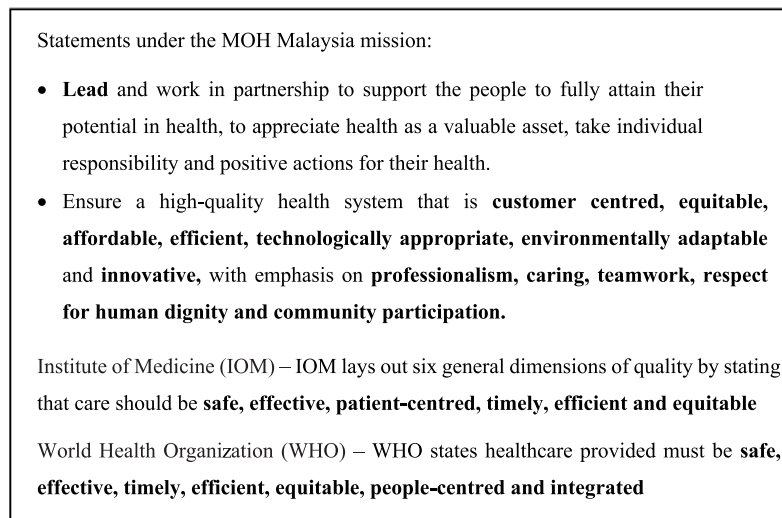 Statements under the MOH Malaysia mission:
• Lead and work in partnership to support the people to fully attain their
potential in health, to appreciate health as a valuable asset, take individual
responsibility and positive actions for their health.
• Ensure a high-quality health system that is customer centred, equitable,
affordable, efficient, technologically appropriate, environmentally adaptable
and innovative, with emphasis on professionalism, caring, teamwork, respect
for human dignity and community participation.
Institute of Medicine (IOM) – IOM lays out six general dimensions of quality by stating
that care should be safe, effective, patient-centred, timely, efficient and equitable
World Health Organization (WHO) – WHO states healthcare provided must be safe,
effective, timely, efficient, equitable, people-centred and integrated